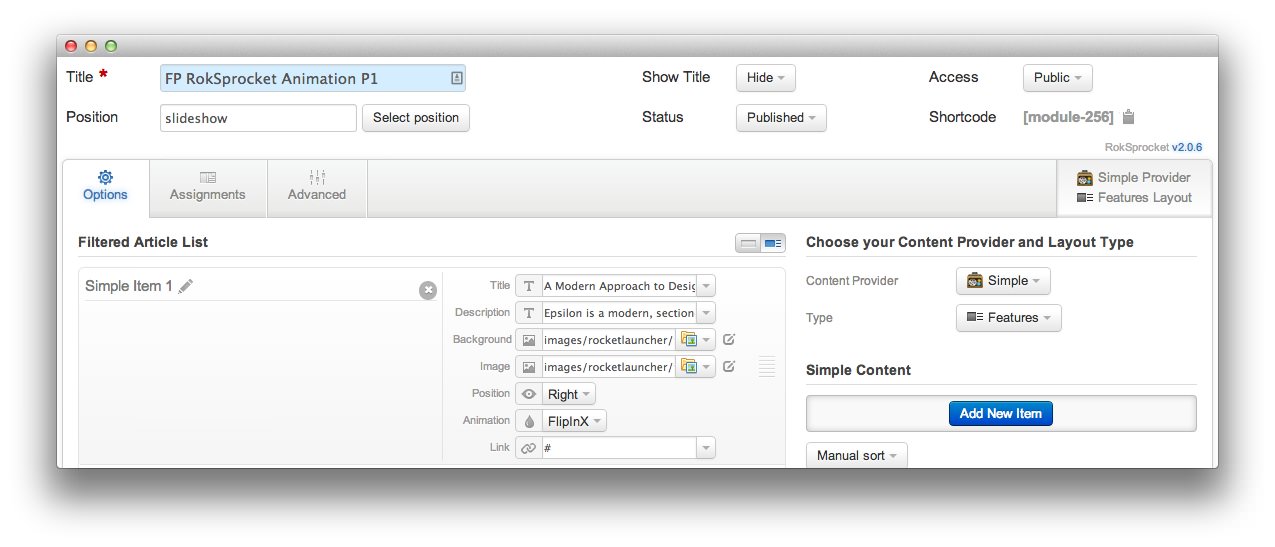 Title * FP RokSprocket Animation P1 Show Title Hide Access Public
Position slideshow Select position Status Published Shortcode [module-256]
RokSprocket v2.0.6
Options Assignments Advanced
Simple Provider
Features Layout
Filtered Article List
Simple Item 1
Title A Modern Approach to Desig
Description Epsilon is a modern, section
Background images/rocketlauncher/
Image images/rocketlauncher/
Position Right
Animation FlipInX
Link #
Choose your Content Provider and Layout Type
Content Provider Simple
Type Features
Simple Content
Add New Item
Manual sort